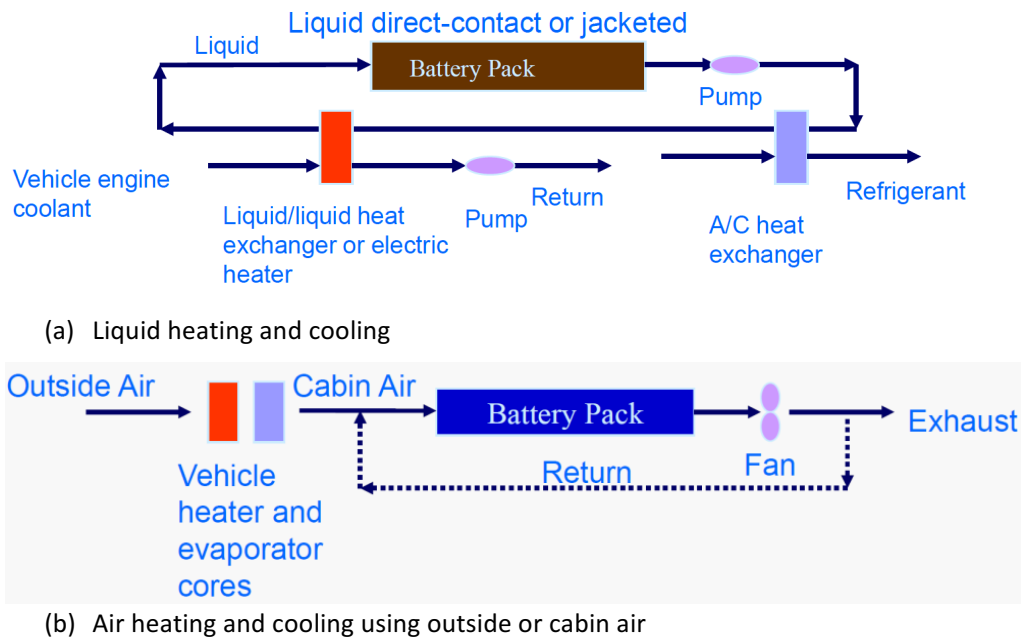 Liquid direct-contact or jacketed
Liquid
Battery Pack
Pump
Vehicle engine
coolant
Liquid/liquid heat
exchanger or electric
heater
Pump
Return
A/C heat
exchanger
Refrigerant
(a) Liquid heating and cooling
Outside Air
Cabin Air
Battery Pack
Exhaust
Fan
Return
Vehicle
heater and
evaporator
cores
(b) Air heating and cooling using outside or cabin air